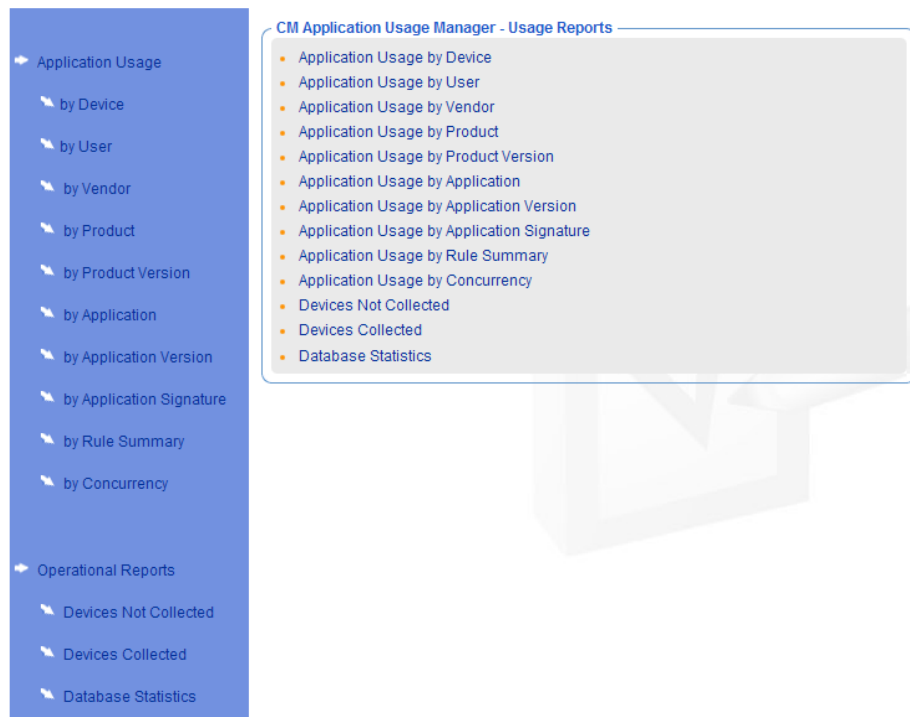 Application Usage
by Device
by User
by Vendor
by Product
by Product Version
by Application
by Application Version
by Application Signature
by Rule Summary
by Concurrency
Operational Reports
Devices Not Collected
Devices Collected
Database Statistics
CM Application Usage Manager - Usage Reports
Application Usage by Device
Application Usage by User
Application Usage by Vendor
Application Usage by Product
Application Usage by Product Version
Application Usage by Application
Application Usage by Application Version
Application Usage by Application Signature
Application Usage by Rule Summary
Application Usage by Concurrency
Devices Not Collected
Devices Collected
Database Statistics